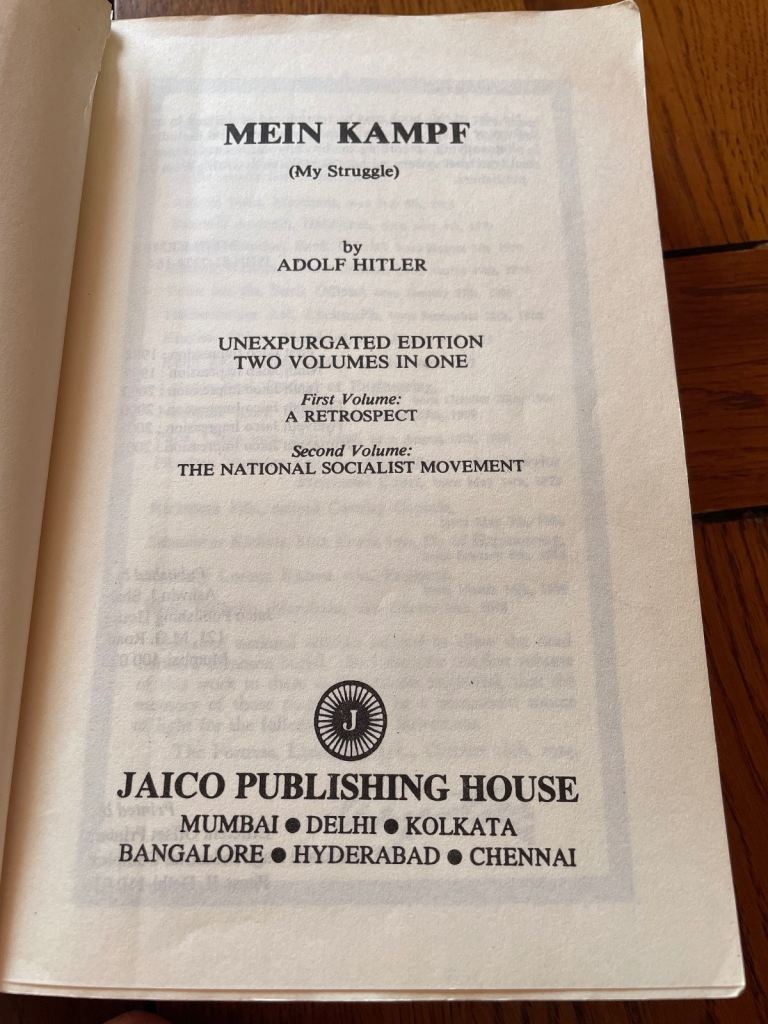 MEIN KAMPF
(My Struggle)
by
ADOLF HITLER
UNEXPURGATED EDITION
TWO VOLUMES IN ONE
First Volume:
A RETROSPECT
Second Volume:
THE NATIONAL SOCIALIST MOVEMENT
J
JAICO PUBLISHING HOUSE
MUMBAI ● DELHI ● KOLKATA
BANGALORE ● HYDERABAD ● CHENNAI